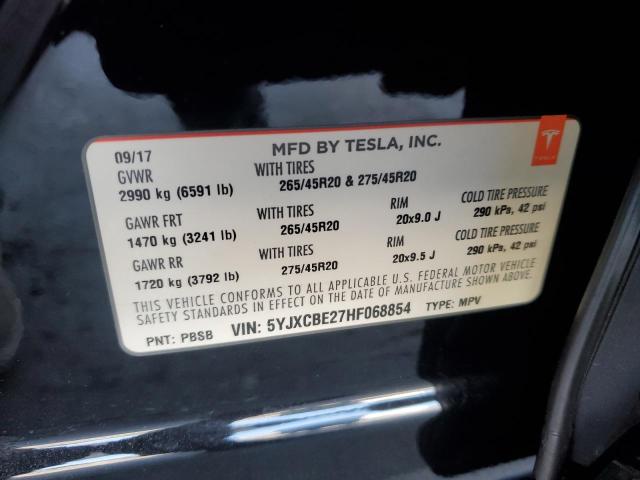 MFD BY TESLA, INC.
TESLA
09/17
GVWR WITH TIRES
2990 kg (6591 lb) 265/45R20 & 275/45R20
GAWR FRT WITH TIRES RIM COLD TIRE PRESSURE
1470 kg (3241 lb) 265/45R20 20x9.0 J 290 kPa, 42 psi
GAWR RR WITH TIRES RIM COLD TIRE PRESSURE
1720 kg (3792 lb) 275/45R20 20x9.5 J 290 kPa, 42 psi
THIS VEHICLE CONFORMS TO ALL APPLICABLE U.S. FEDERAL MOTOR VEHICLE
SAFETY STANDARDS IN EFFECT ON THE DATE OF MANUFACTURE SHOWN ABOVE.
PNT: PBSB VIN: 5YJXCBE27HF068854 TYPE: MPV